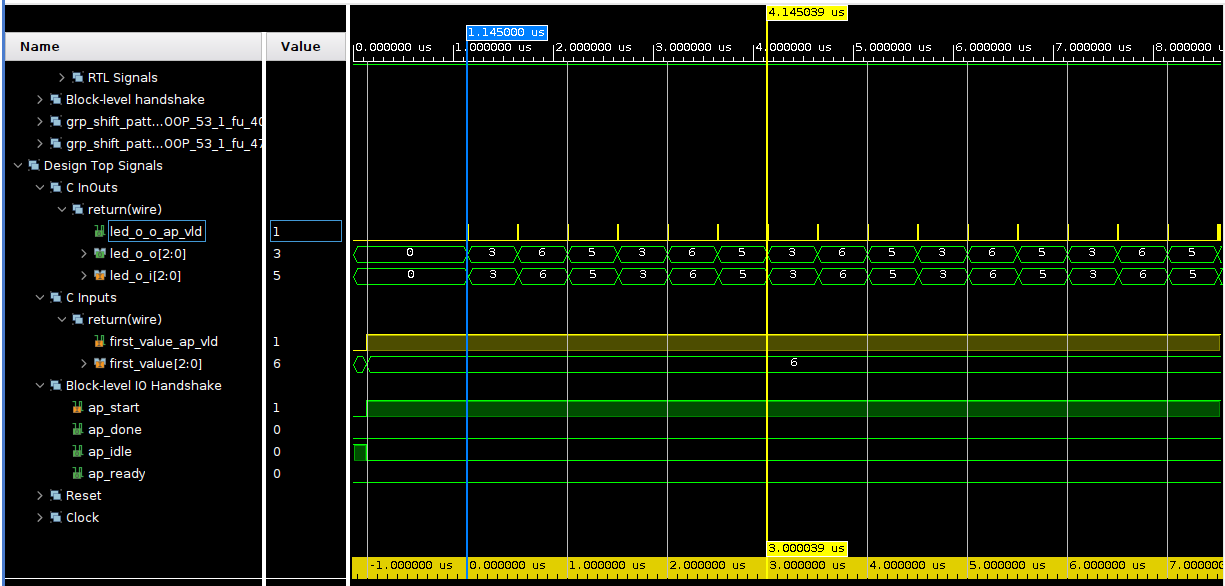 4.145039 us
1.145000 us
Name Value
0.000000 us 1.000000 us 2.000000 us 3.000000 us 4.000000 us 5.000000 us 6.000000 us 7.000000 us 8.000000
RTL Signals
Block-level handshake
grp_shift_patt...OOP_53_1_fu_40
grp_shift_patt...OOP_53_1_fu_47
Design Top Signals
C InOuts
return(wire)
led_o_o_ap_vld 1
led_o_o[2:0] 3 0 3 6 5 3 6 5 3 6 5 3 6 5 3 6 5
led_o_i[2:0] 5 0 3 6 5 3 6 5 3 6 5 3 6 5 3 6 5
C Inputs
return(wire)
first_value_ap_vld 1
first_value[2:0] 6 6
Block-level IO Handshake
ap_start 1
ap_done 0
ap_idle 0
ap_ready 0
Reset
Clock
3.000039 us
-1.000000 us 0.000000 us 1.000000 us 2.000000 us 3.000000 us 4.000000 us 5.000000 us 6.000000 us 7.00000